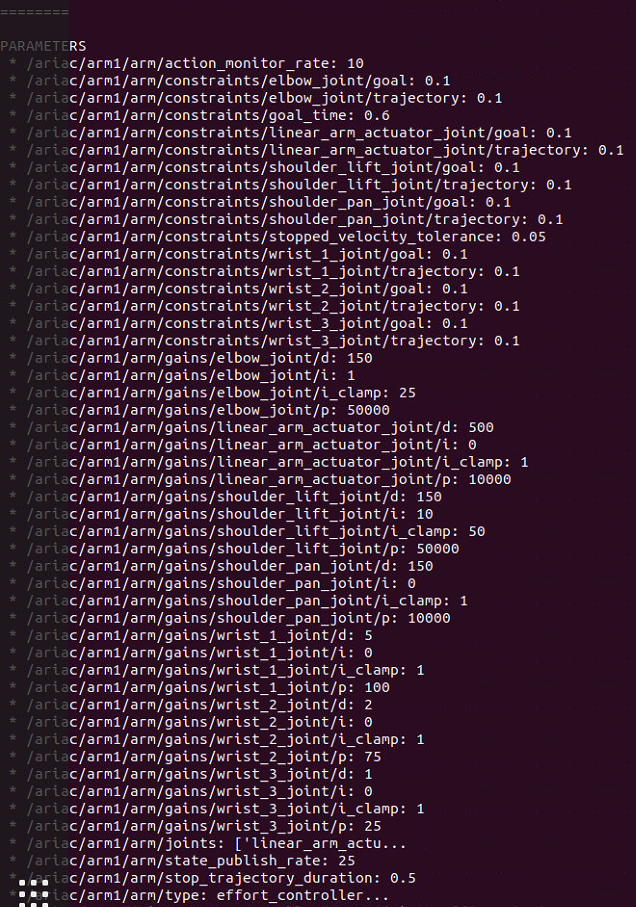 ========
PARAMETERS
* /ariac/arm1/arm/action_monitor_rate: 10
* /ariac/arm1/arm/constraints/elbow_joint/goal: 0.1
* /ariac/arm1/arm/constraints/elbow_joint/trajectory: 0.1
* /ariac/arm1/arm/constraints/goal_time: 0.6
* /ariac/arm1/arm/constraints/linear_arm_actuator_joint/goal: 0.1
* /ariac/arm1/arm/constraints/linear_arm_actuator_joint/trajectory: 0.1
* /ariac/arm1/arm/constraints/shoulder_lift_joint/goal: 0.1
* /ariac/arm1/arm/constraints/shoulder_lift_joint/trajectory: 0.1
* /ariac/arm1/arm/constraints/shoulder_pan_joint/goal: 0.1
* /ariac/arm1/arm/constraints/shoulder_pan_joint/trajectory: 0.1
* /ariac/arm1/arm/constraints/stopped_velocity_tolerance: 0.05
* /ariac/arm1/arm/constraints/wrist_1_joint/goal: 0.1
* /ariac/arm1/arm/constraints/wrist_1_joint/trajectory: 0.1
* /ariac/arm1/arm/constraints/wrist_2_joint/goal: 0.1
* /ariac/arm1/arm/constraints/wrist_2_joint/trajectory: 0.1
* /ariac/arm1/arm/constraints/wrist_3_joint/goal: 0.1
* /ariac/arm1/arm/constraints/wrist_3_joint/trajectory: 0.1
* /ariac/arm1/arm/gains/elbow_joint/d: 150
* /ariac/arm1/arm/gains/elbow_joint/i: 1
* /ariac/arm1/arm/gains/elbow_joint/i_clamp: 25
* /ariac/arm1/arm/gains/elbow_joint/p: 50000
* /ariac/arm1/arm/gains/linear_arm_actuator_joint/d: 500
* /ariac/arm1/arm/gains/linear_arm_actuator_joint/i: 0
* /ariac/arm1/arm/gains/linear_arm_actuator_joint/i_clamp: 1
* /ariac/arm1/arm/gains/linear_arm_actuator_joint/p: 10000
* /ariac/arm1/arm/gains/shoulder_lift_joint/d: 150
* /ariac/arm1/arm/gains/shoulder_lift_joint/i: 10
* /ariac/arm1/arm/gains/shoulder_lift_joint/i_clamp: 50
* /ariac/arm1/arm/gains/shoulder_lift_joint/p: 50000
* /ariac/arm1/arm/gains/shoulder_pan_joint/d: 150
* /ariac/arm1/arm/gains/shoulder_pan_joint/i: 0
* /ariac/arm1/arm/gains/shoulder_pan_joint/i_clamp: 1
* /ariac/arm1/arm/gains/shoulder_pan_joint/p: 10000
* /ariac/arm1/arm/gains/wrist_1_joint/d: 5
* /ariac/arm1/arm/gains/wrist_1_joint/i: 0
* /ariac/arm1/arm/gains/wrist_1_joint/i_clamp: 1
* /ariac/arm1/arm/gains/wrist_1_joint/p: 100
* /ariac/arm1/arm/gains/wrist_2_joint/d: 2
* /ariac/arm1/arm/gains/wrist_2_joint/i: 0
* /ariac/arm1/arm/gains/wrist_2_joint/i_clamp: 1
* /ariac/arm1/arm/gains/wrist_2_joint/p: 75
* /ariac/arm1/arm/gains/wrist_3_joint/d: 1
* /ariac/arm1/arm/gains/wrist_3_joint/i: 0
* /ariac/arm1/arm/gains/wrist_3_joint/i_clamp: 1
* /ariac/arm1/arm/gains/wrist_3_joint/p: 25
* /ariac/arm1/arm/joints: ['linear_arm_actu...
* /ariac/arm1/arm/state_publish_rate: 25
* /ariac/arm1/arm/stop_trajectory_duration: 0.5
* /ariac/arm1/arm/type: effort_controller...